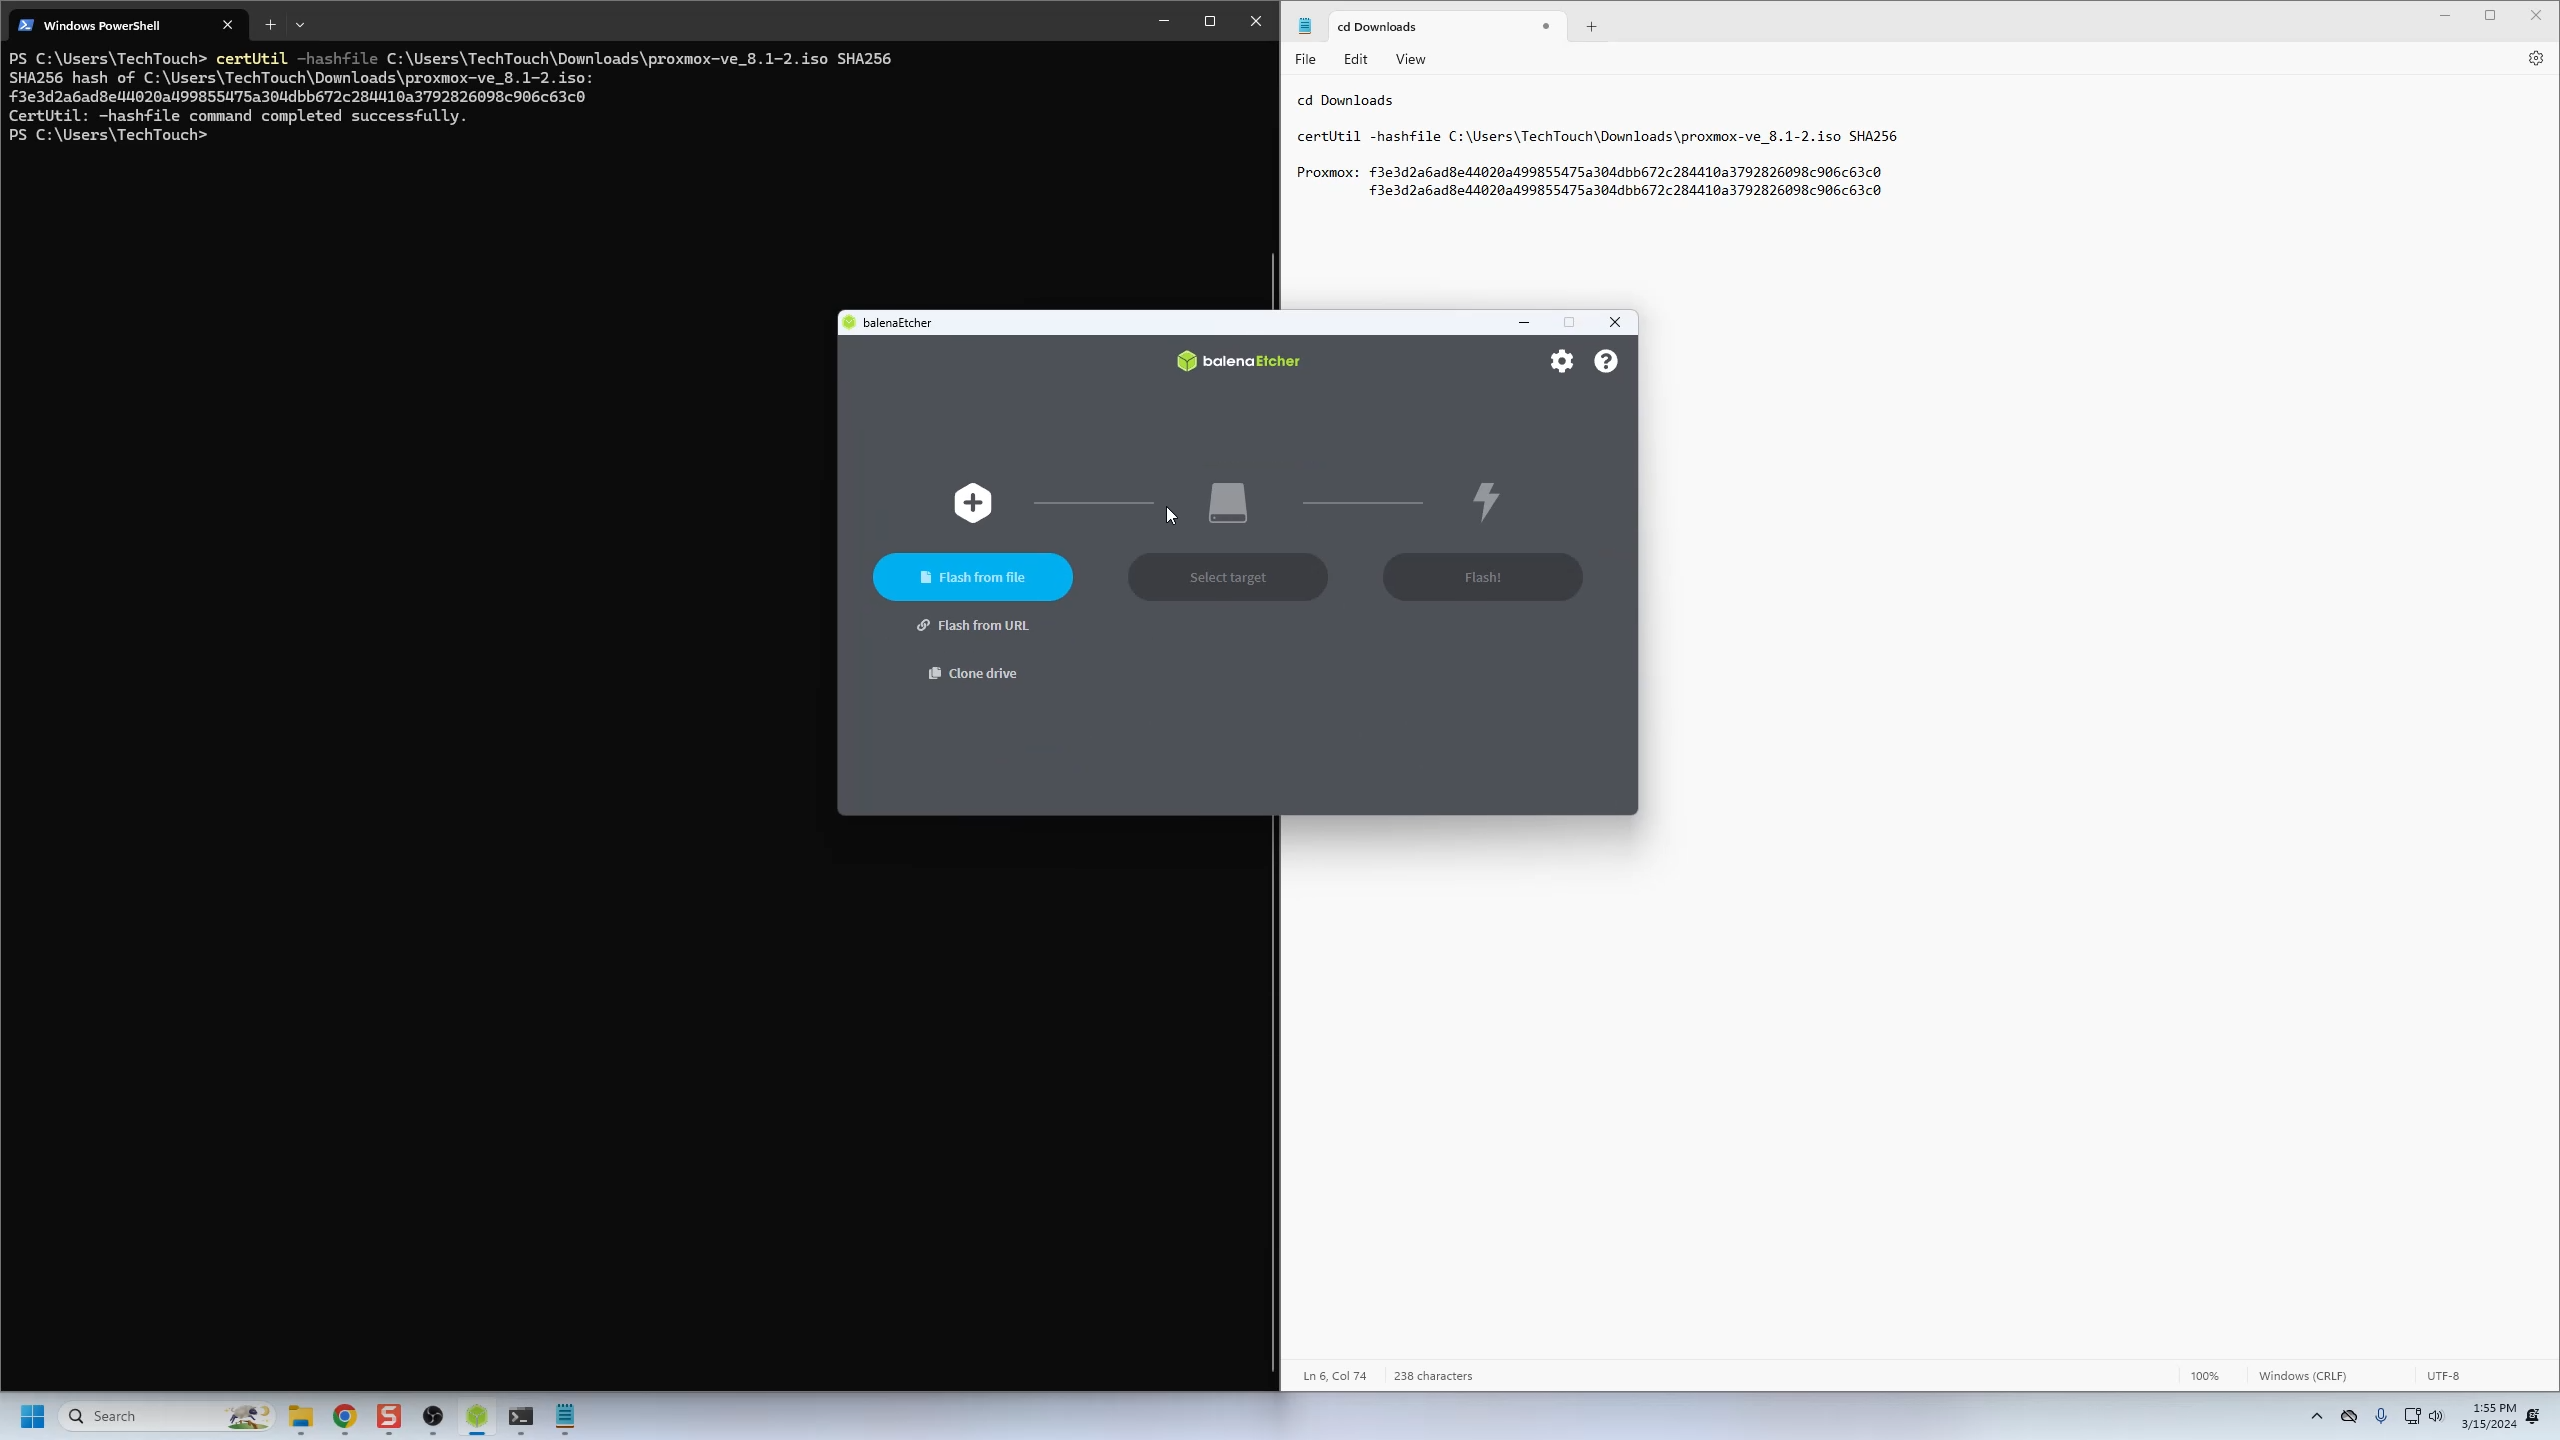 Windows PowerShell
PS C:\Users\TechTouch> certUtil -hashfile C:\Users\TechTouch\Downloads\proxmox-ve_8.1-2.iso SHA256
SHA256 hash of C:\Users\TechTouch\Downloads\proxmox-ve_8.1-2.iso:
f3e3d2a6ad8e44020a499855475a304dbb672c284410a3792826098c906c63c0
CertUtil: -hashfile command completed successfully.
PS C:\Users\TechTouch>
cd Downloads
File Edit View
cd Downloads
certUtil -hashfile C:\Users\TechTouch\Downloads\proxmox-ve_8.1-2.iso SHA256
Proxmox: f3e3d2a6ad8e44020a499855475a304dbb672c284410a3792826098c906c63c0
f3e3d2a6ad8e44020a499855475a304dbb672c284410a3792826098c906c63c0
balenaEtcher
balenaEtcher
Flash from file
Select target
Flash!
Flash from URL
Clone drive
Ln 6, Col 74 238 characters 100% Windows (CRLF) UTF-8
Search
1:55 PM
3/15/2024